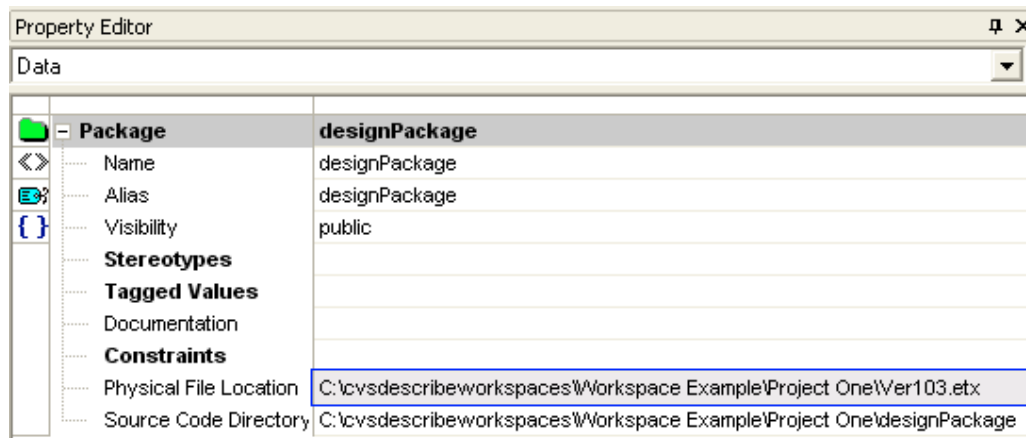 Property Editor
Data
Package designPackage
Name designPackage
Alias designPackage
Visibility public
Stereotypes
Tagged Values
Documentation
Constraints
Physical File Location C:\cvsdescribeworkspaces\Workspace Example\Project One\Ver103.etx
Source Code Directory C:\cvsdescribeworkspaces\Workspace Example\Project One\designPackage